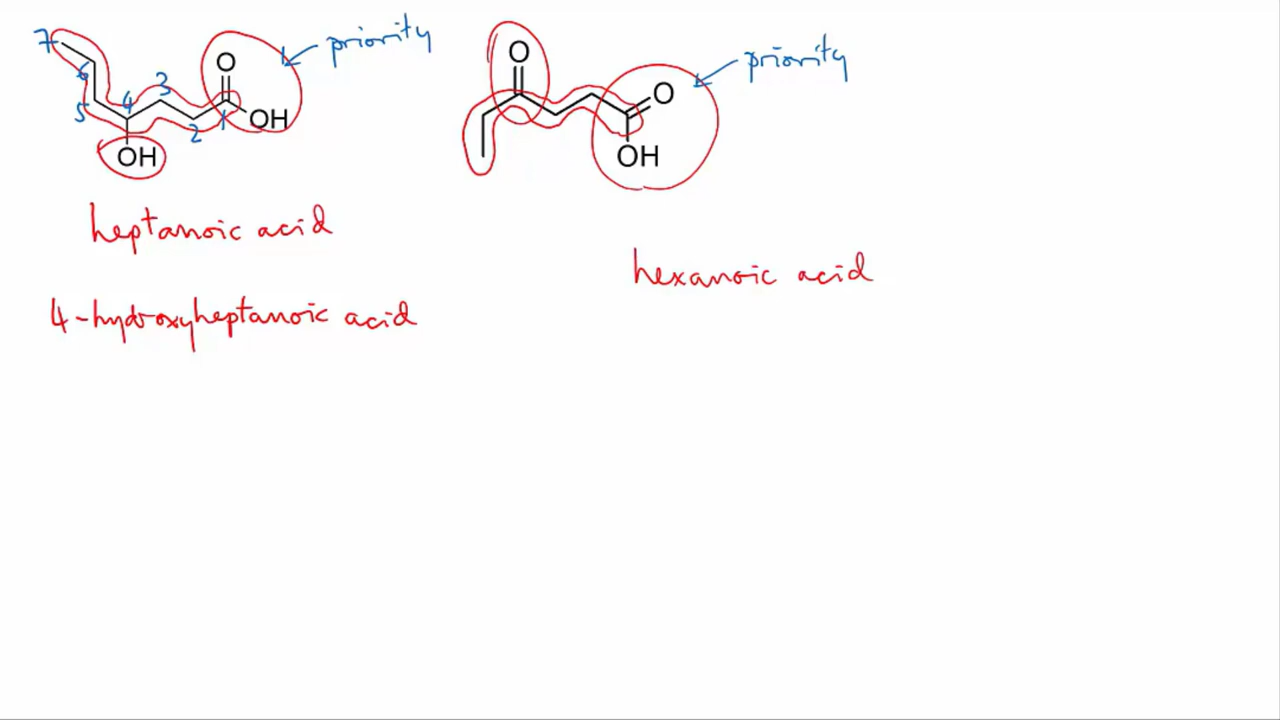 7
6
5
4
3
2
1
O
OH
OH
priority
O
O
OH
priority
heptanoic acid
hexanoic acid
4-hydroxyheptanoic acid